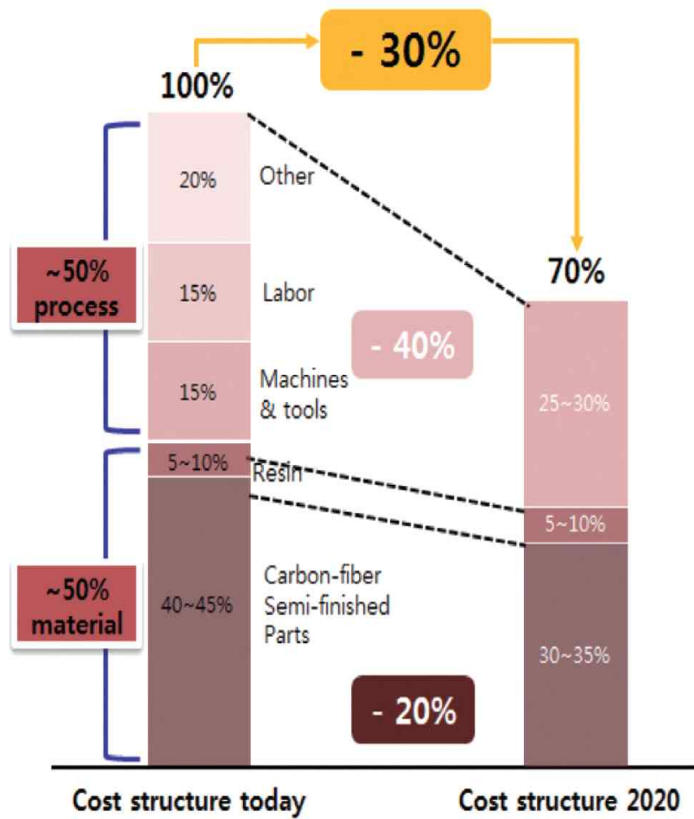 - 30%
100%
20%
Other
~50%
process
15%
Labor
70%
- 40%
15%
Machines
& tools
25~30%
5~10%
Resin
5~10%
~50%
material
40~45%
Carbon-fiber
Semi-finished
Parts
30~35%
- 20%
Cost structure today
Cost structure 2020